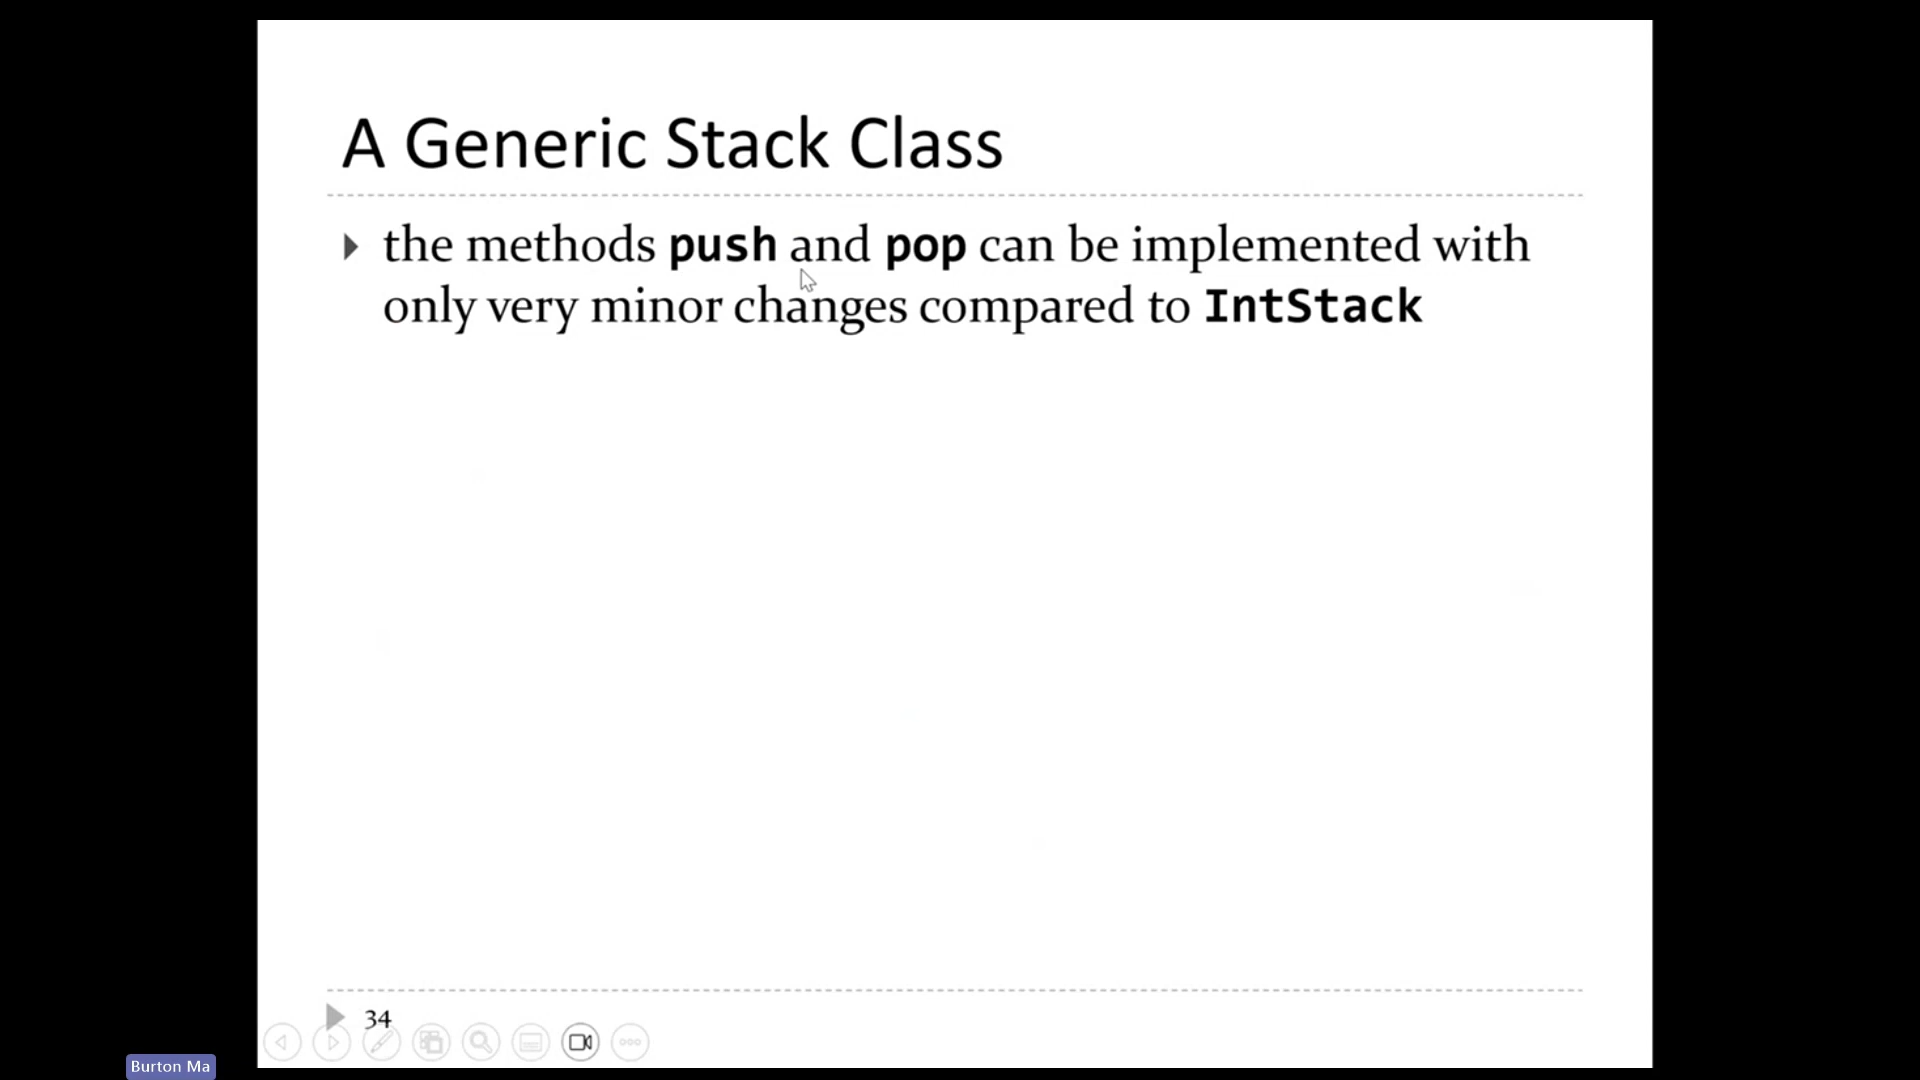 A Generic Stack Class
the methods push and pop can be implemented with
only very minor changes compared to IntStack
34
Burton Ma